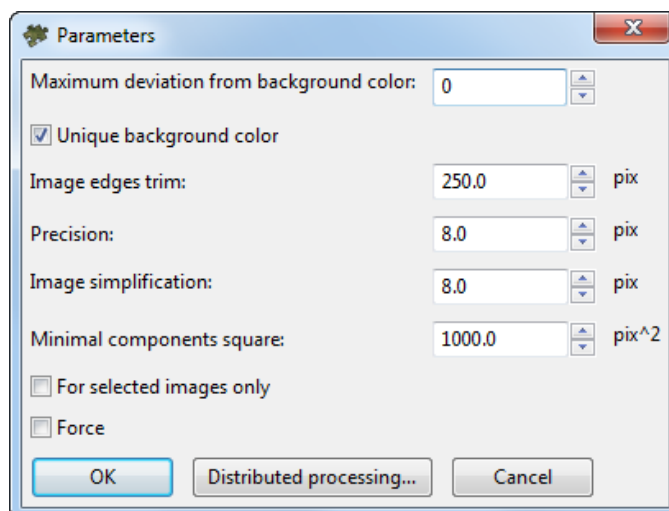 Parameters
Maximum deviation from background color: 0
Unique background color
Image edges trim: 250.0 pix
Precision: 8.0 pix
Image simplification: 8.0 pix
Minimal components square: 1000.0 pix^2
For selected images only
Force
OK Distributed processing... Cancel